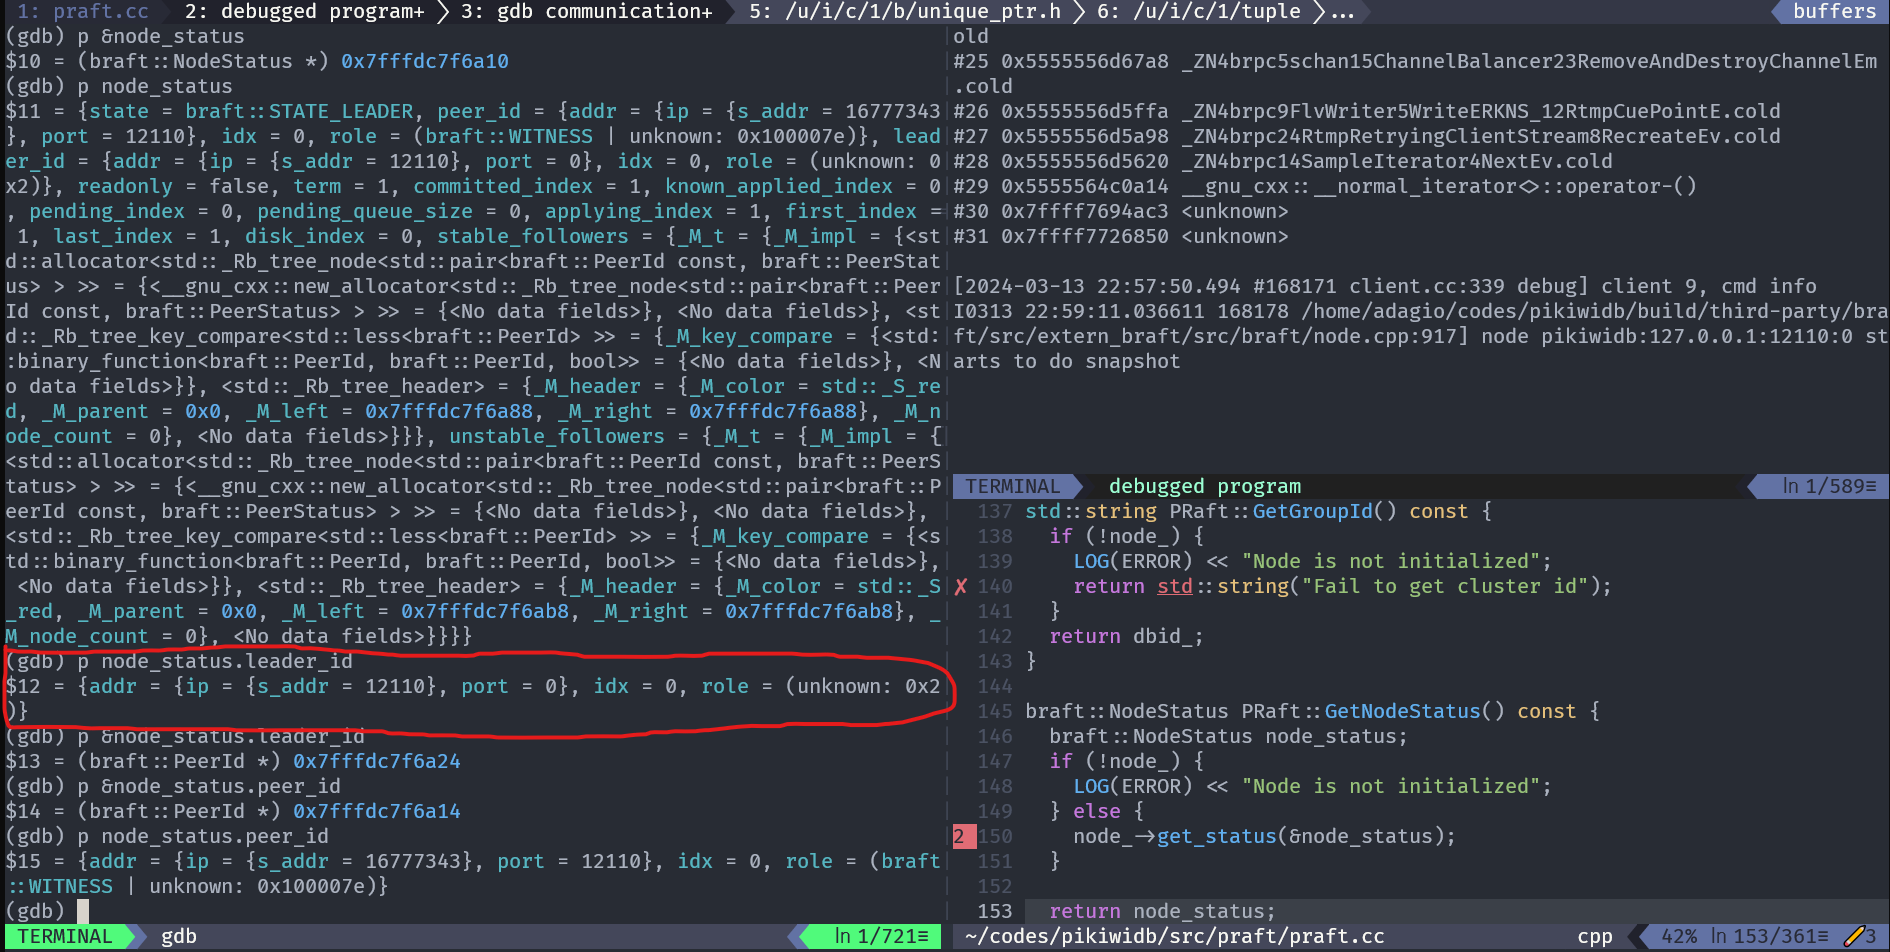 1: praft.cc  2: debugged program+  3: gdb communication+  5: /u/i/c/1/b/unique_ptr.h  6: /u/i/c/1/tuple  ...  buffers
(gdb) p &node_status
$10 = (braft::NodeStatus *) 0x7fffdc7f6a10
(gdb) p node_status
$11 = {state = braft::STATE_LEADER, peer_id = {addr = {ip = {s_addr = 16777343
}, port = 12110}, idx = 0, role = (braft::WITNESS | unknown: 0x100007e)}, lead
er_id = {addr = {ip = {s_addr = 12110}, port = 0}, idx = 0, role = (unknown: 0
x2)}, readonly = false, term = 1, committed_index = 1, known_applied_index = 0
, pending_index = 0, pending_queue_size = 0, applying_index = 1, first_index =
 1, last_index = 1, disk_index = 0, stable_followers = {_M_t = {_M_impl = {<st
d::allocator<std::_Rb_tree_node<std::pair<braft::PeerId const, braft::PeerStat
us> > >> = {<__gnu_cxx::new_allocator<std::_Rb_tree_node<std::pair<braft::Peer
Id const, braft::PeerStatus> > >> = {<No data fields>}, <No data fields>}, <st
d::_Rb_tree_key_compare<std::less<braft::PeerId> >> = {_M_key_compare = {<std:
:binary_function<braft::PeerId, braft::PeerId, bool>> = {<No data fields>}, <N
o data fields>}}, <std::_Rb_tree_header> = {_M_header = {_M_color = std::_S_re
d, _M_parent = 0x0, _M_left = 0x7fffdc7f6a88, _M_right = 0x7fffdc7f6a88}, _M_n
ode_count = 0}, <No data fields>}}}, unstable_followers = {_M_t = {_M_impl = {
<std::allocator<std::_Rb_tree_node<std::pair<braft::PeerId const, braft::PeerS
tatus> > >> = {<__gnu_cxx::new_allocator<std::_Rb_tree_node<std::pair<braft::P
eerId const, braft::PeerStatus> > >> = {<No data fields>}, <No data fields>},
<std::_Rb_tree_key_compare<std::less<braft::PeerId> >> = {_M_key_compare = {<s
td::binary_function<braft::PeerId, braft::PeerId, bool>> = {<No data fields>},
 <No data fields>}}, <std::_Rb_tree_header> = {_M_header = {_M_color = std::_S
_red, _M_parent = 0x0, _M_left = 0x7fffdc7f6ab8, _M_right = 0x7fffdc7f6ab8}, _
M_node_count = 0}, <No data fields>}}}}
(gdb) p node_status.leader_id
$12 = {addr = {ip = {s_addr = 12110}, port = 0}, idx = 0, role = (unknown: 0x2
)}
(gdb) p &node_status.leader_id
$13 = (braft::PeerId *) 0x7fffdc7f6a24
(gdb) p &node_status.peer_id
$14 = (braft::PeerId *) 0x7fffdc7f6a14
(gdb) p node_status.peer_id
$15 = {addr = {ip = {s_addr = 16777343}, port = 12110}, idx = 0, role = (braft
::WITNESS | unknown: 0x100007e)}
(gdb)
TERMINAL  gdb  ln 1/721≡
old
#25 0x5555556d67a8 _ZN4brpc5schan15ChannelBalancer23RemoveAndDestroyChannelEm
.cold
#26 0x5555556d5ffa _ZN4brpc9FlvWriter5WriteERKNS_12RtmpCuePointE.cold
#27 0x5555556d5a98 _ZN4brpc24RtmpRetryingClientStream8RecreateEv.cold
#28 0x5555556d5620 _ZN4brpc14SampleIterator4NextEv.cold
#29 0x5555564c0a14 __gnu_cxx::__normal_iterator<>::operator-()
#30 0x7ffff7694ac3 <unknown>
#31 0x7ffff7726850 <unknown>
[2024-03-13 22:57:50.494 #168171 client.cc:339 debug] client 9, cmd info
I0313 22:59:11.036611 168178 /home/adagio/codes/pikiwidb/build/third-party/bra
ft/src/extern_braft/src/braft/node.cpp:917] node pikiwidb:127.0.0.1:12110:0 st
arts to do snapshot
TERMINAL  debugged program  ln 1/589≡
137 std::string PRaft::GetGroupId() const {
138   if (!node_) {
139     LOG(ERROR) << "Node is not initialized";
✗ 140     return std::string("Fail to get cluster id");
141   }
142   return dbid_;
143 }
144
145 braft::NodeStatus PRaft::GetNodeStatus() const {
146   braft::NodeStatus node_status;
147   if (!node_) {
148     LOG(ERROR) << "Node is not initialized";
149   } else {
2 150     node_->get_status(&node_status);
151   }
152
153   return node_status;
~/codes/pikiwidb/src/praft/praft.cc  cpp  42% ln 153/361≡ 3